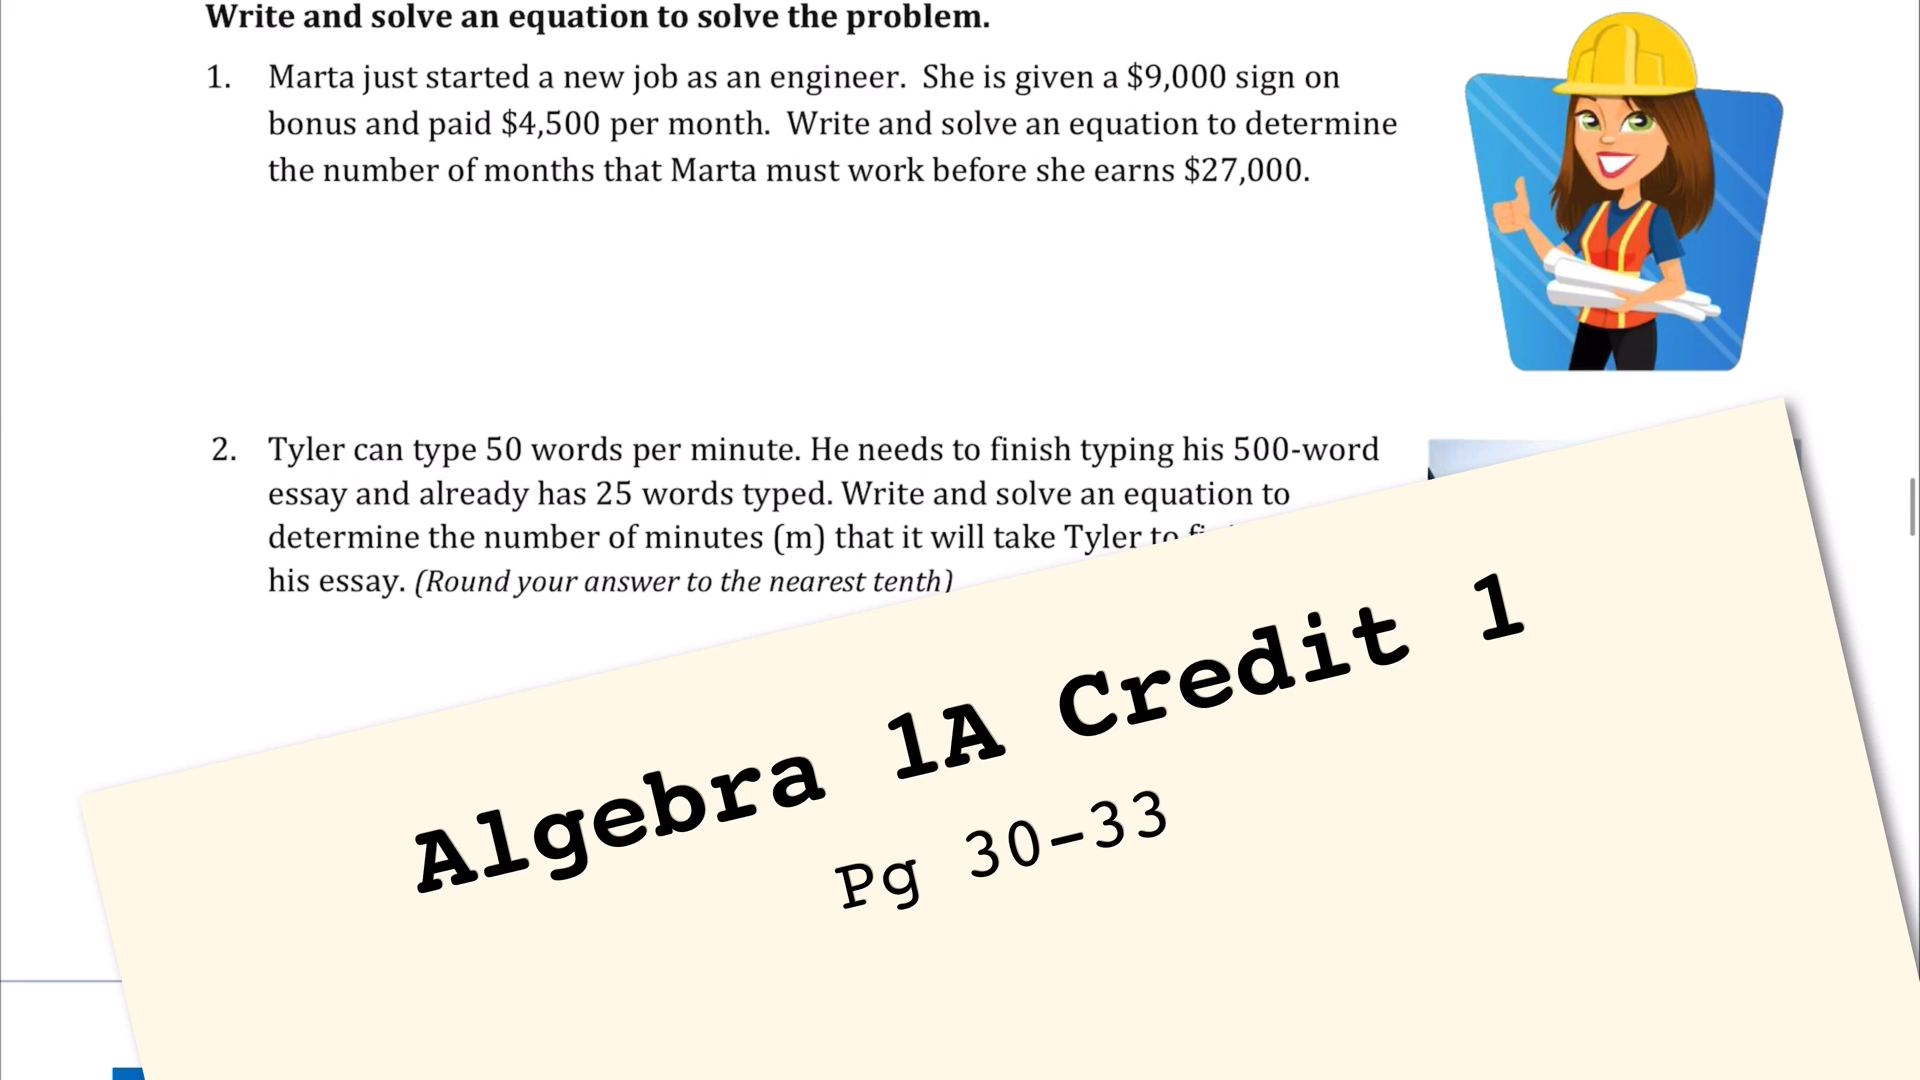 Write and solve an equation to solve the problem.
1. Marta just started a new job as an engineer. She is given a $9,000 sign on
bonus and paid $4,500 per month. Write and solve an equation to determine
the number of months that Marta must work before she earns $27,000.
2. Tyler can type 50 words per minute. He needs to finish typing his 500-word
essay and already has 25 words typed. Write and solve an equation to
determine the number of minutes (m) that it will take Tyler to
his essay. (Round your answer to the nearest tenth)
Algebra 1A Credit 1
Pg 30-33